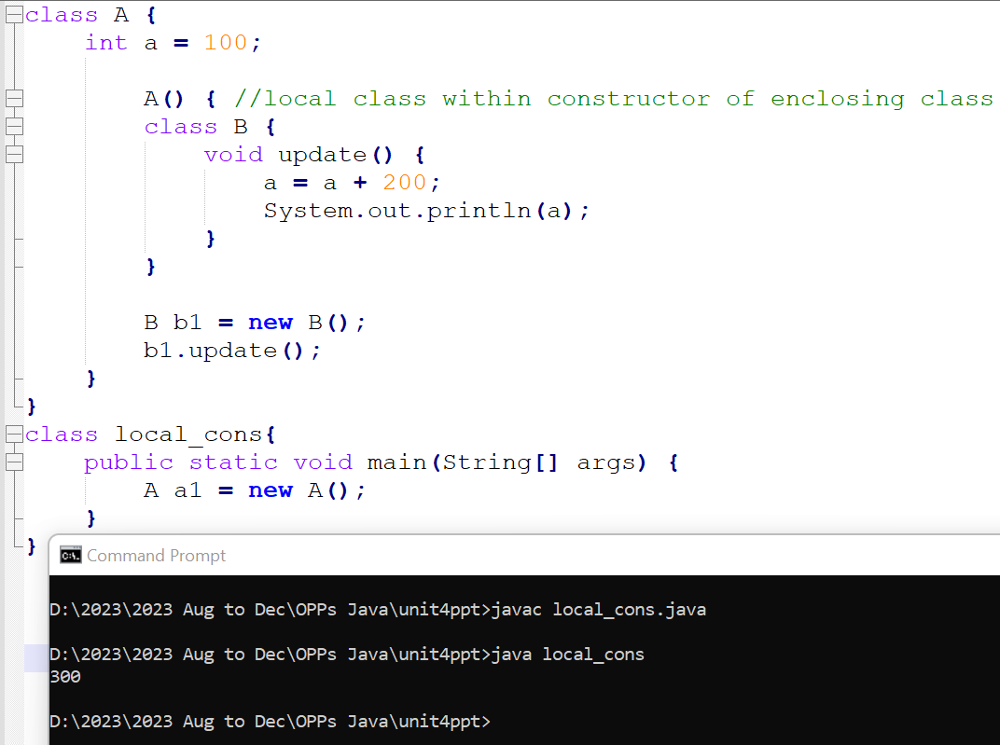 class A {
int a = 100;
A() { //local class within constructor of enclosing class
class B {
void update() {
a = a + 200;
System.out.println(a);
}
}
B b1 = new B();
b1.update();
}
}
class local_cons{
public static void main(String[] args) {
A a1 = new A();
}
}
Command Prompt
D:\2023\2023 Aug to Dec\OPPs Java\unit4ppt>javac local_cons.java
D:\2023\2023 Aug to Dec\OPPs Java\unit4ppt>java local_cons
300
D:\2023\2023 Aug to Dec\OPPs Java\unit4ppt>